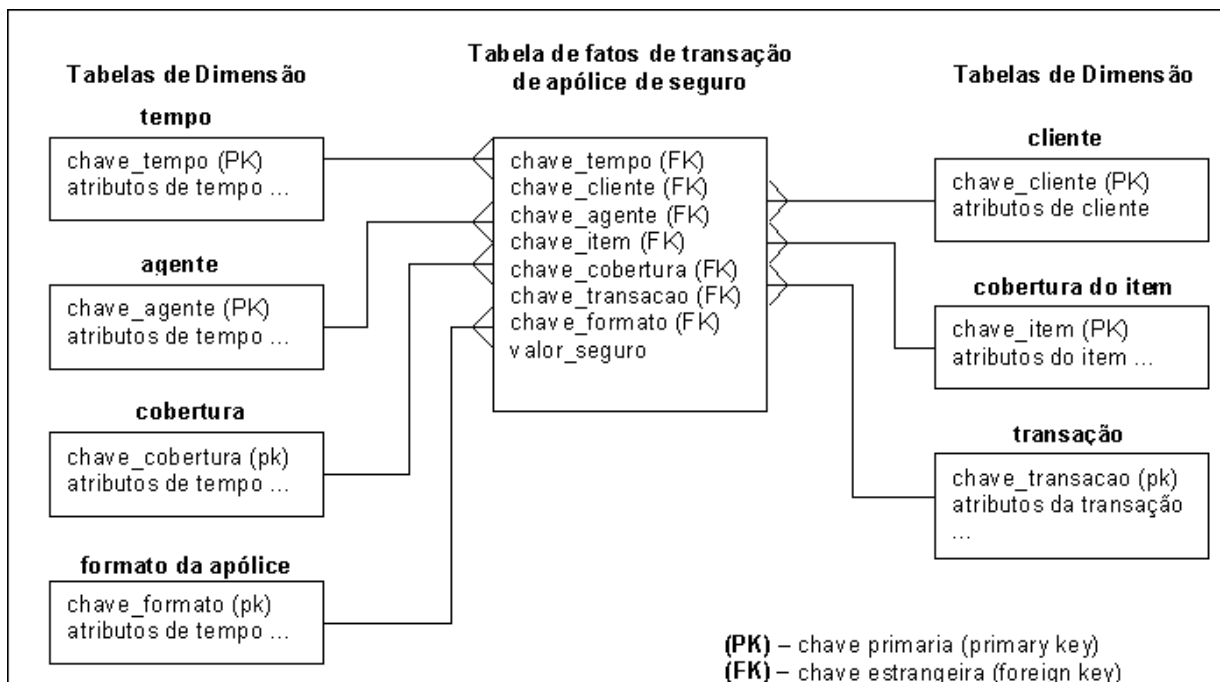 Tabelas de Dimensão
tempo
chave_tempo (PK)
atributos de tempo ...
agente
chave_agente (PK)
atributos de tempo ...
cobertura
chave_cobertura (pk)
atributos de tempo ...
formato da apólice
chave_formato (pk)
atributos de tempo ...
Tabela de fatos de transação
de apólice de seguro
chave_tempo (FK)
chave_cliente (FK)
chave_agente (FK)
chave_item (FK)
chave_cobertura (FK)
chave_transacao (FK)
chave_formato (FK)
valor_seguro
Tabelas de Dimensão
cliente
chave_cliente (PK)
atributos de cliente
cobertura do item
chave_item (PK)
atributos do item ...
transação
chave_transacao (pk)
atributos da transação
...
(PK) – chave primaria (primary key)
(FK) – chave estrangeira (foreign key)